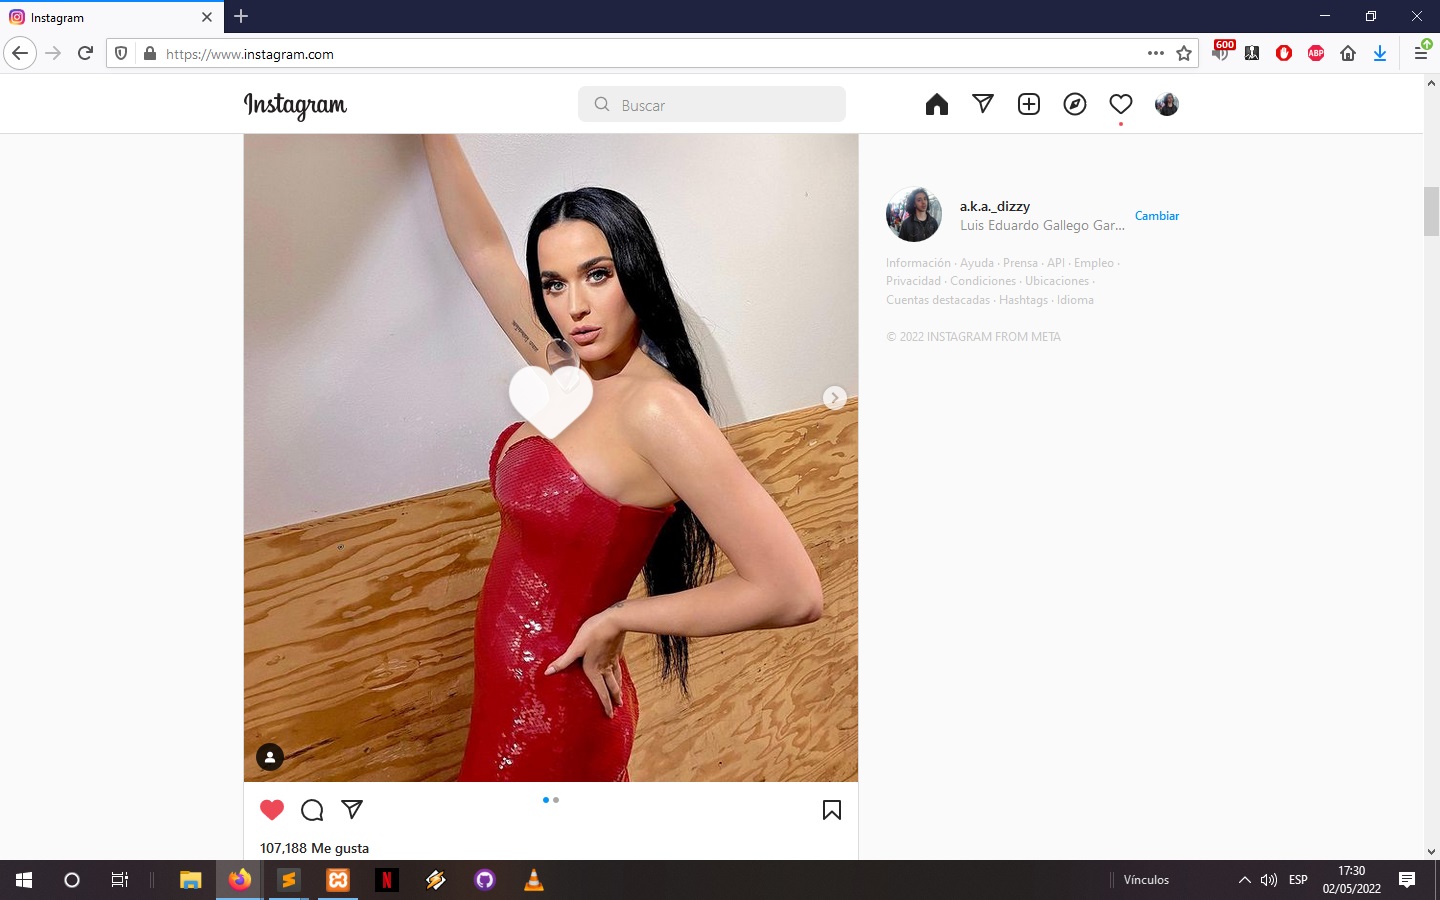 Instagram
https://www.instagram.com
600
ABP
Instagram
Buscar
a.k.a._dizzy
Luis Eduardo Gallego Gar...
Cambiar
Información · Ayuda · Prensa · API · Empleo ·
Privacidad · Condiciones · Ubicaciones ·
Cuentas destacadas · Hashtags · Idioma
© 2022 INSTAGRAM FROM META
107,188 Me gusta
Vínculos
ESP
17:30
02/05/2022